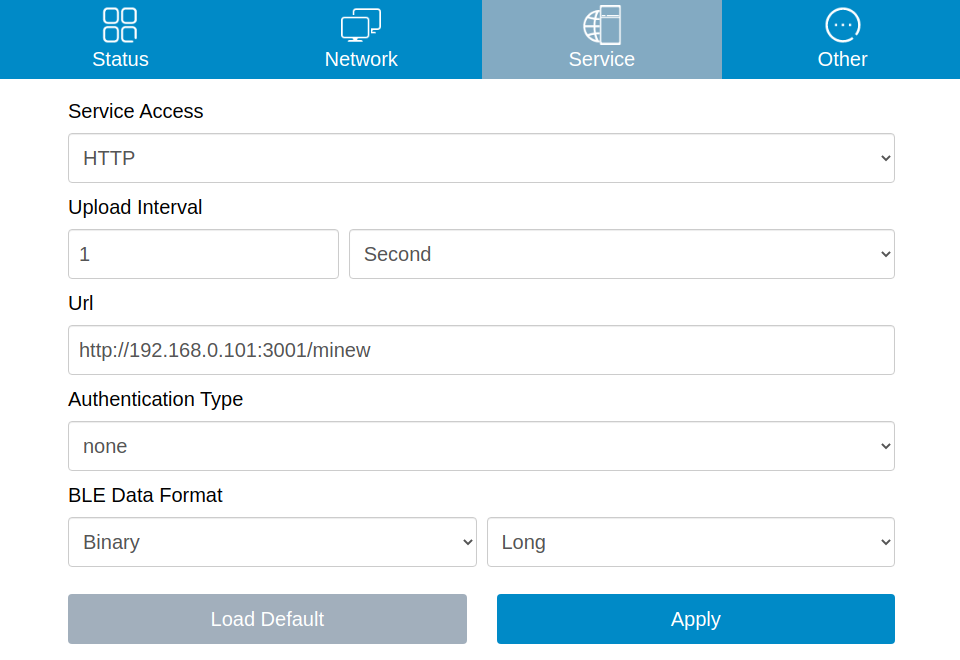 Status Network Service Other
Service Access
HTTP
Upload Interval
1 Second
Url
http://192.168.0.101:3001/minew
Authentication Type
none
BLE Data Format
Binary Long
Load Default Apply